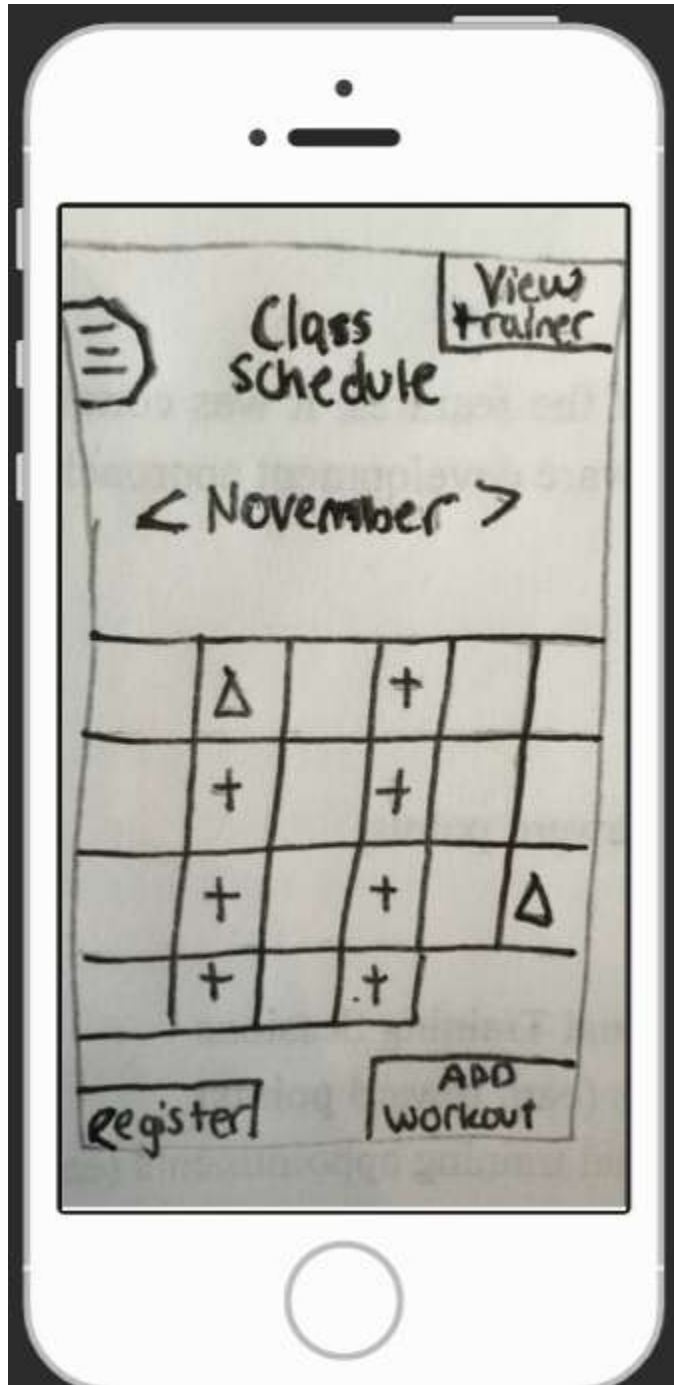 View
trainer
Class
schedule
< November >
Δ +
+ +
+ + Δ
+ +
Register
ADD
workout